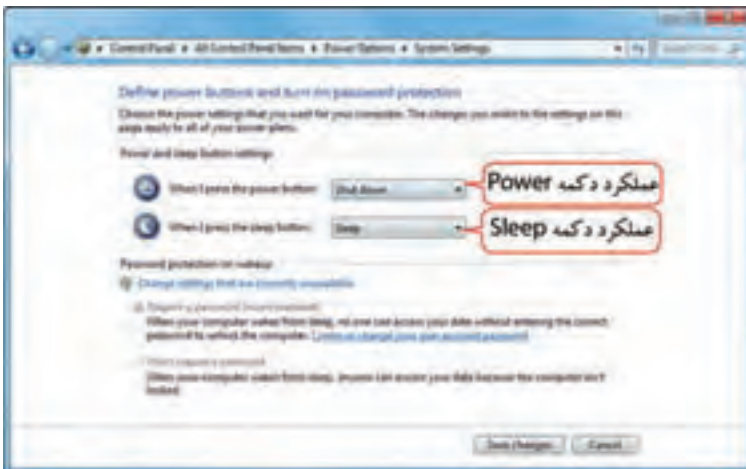 Control Panel ▸ All Control Panel Items ▸ Power Options ▸ System Settings
Define power buttons and turn on password protection
Choose the power settings that you want for your computer. The changes you make to the settings on this
page apply to all of your power plans.
Power and sleep button settings
When I press the power button: Shut down
عملکرد دکمه Power
When I press the sleep button: Sleep
عملکرد دکمه Sleep
Password protection on wakeup
Change settings that are currently unavailable
Require a password (recommended)
When your computer wakes from sleep, no one can access your data without entering the correct
password to unlock the computer. Create or change your user account password
Don't require a password
When your computer wakes from sleep, anyone can access your data because the computer isn't
locked.
Save changes Cancel